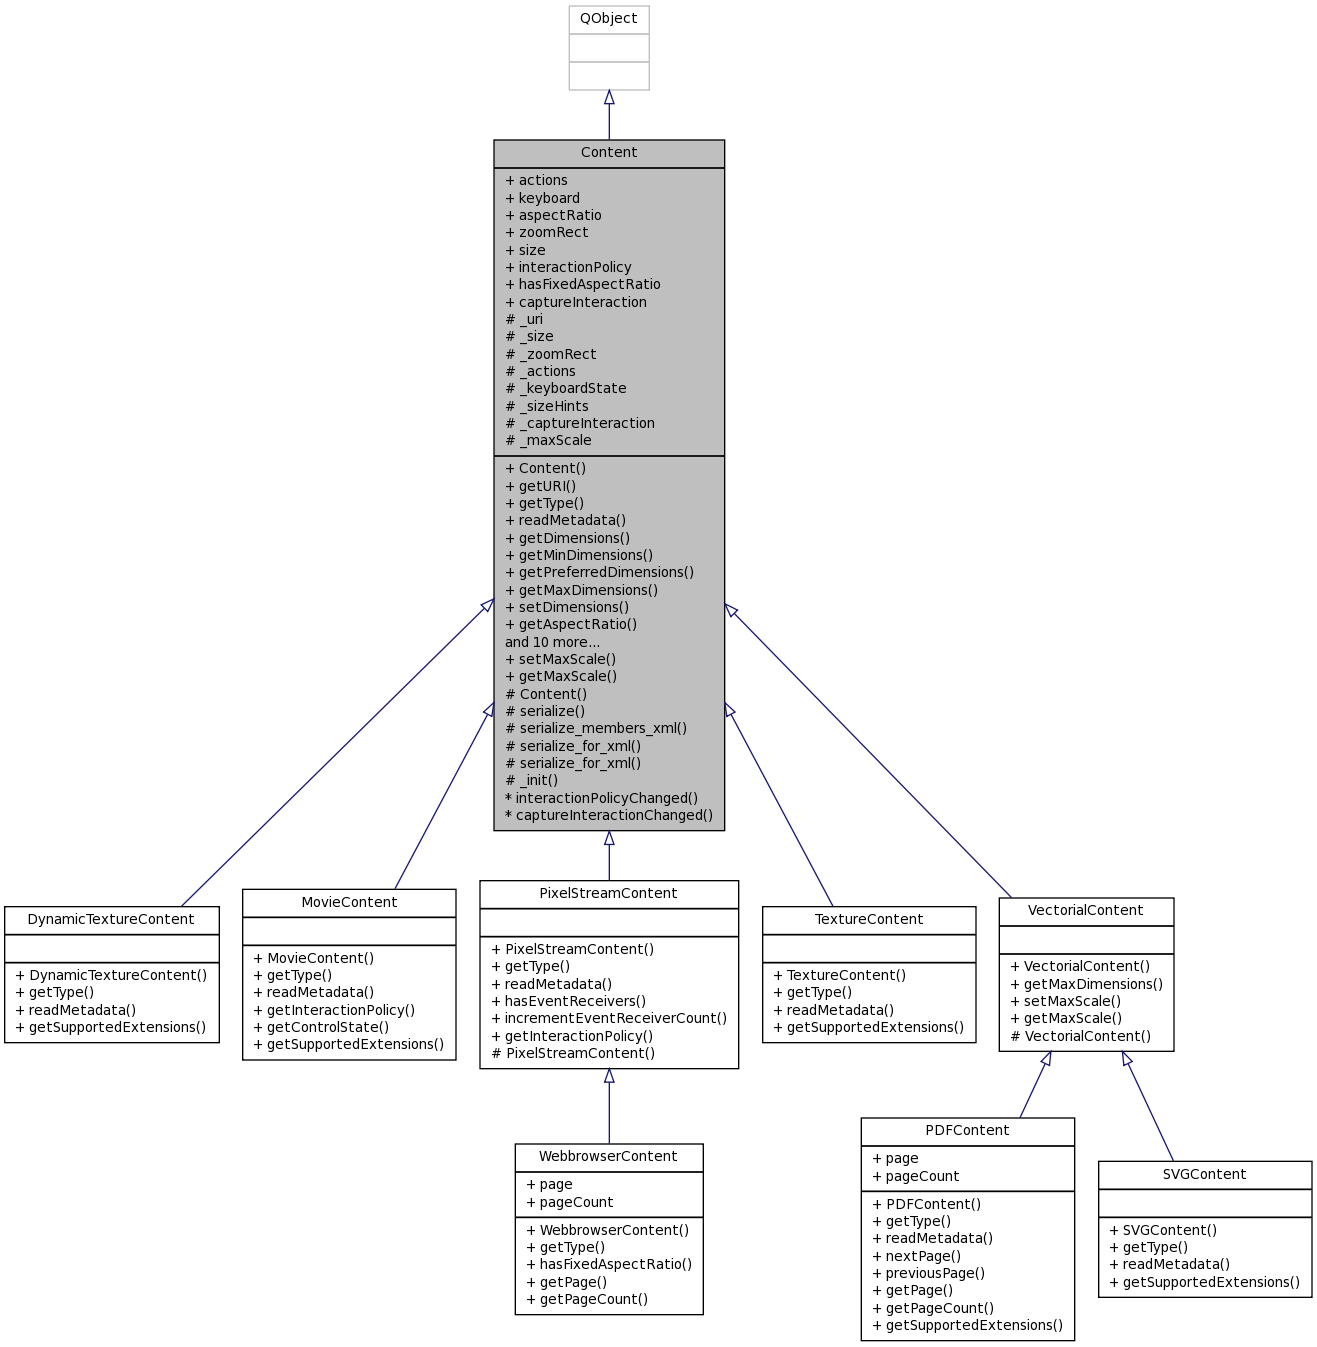 QObject
Content
+ actions
+ keyboard
+ aspectRatio
+ zoomRect
+ size
+ interactionPolicy
+ hasFixedAspectRatio
+ captureInteraction
# _uri
# _size
# _zoomRect
# _actions
# _keyboardState
# _sizeHints
# _captureInteraction
# _maxScale
+ Content()
+ getURI()
+ getType()
+ readMetadata()
+ getDimensions()
+ getMinDimensions()
+ getPreferredDimensions()
+ getMaxDimensions()
+ setDimensions()
+ getAspectRatio()
and 10 more...
+ setMaxScale()
+ getMaxScale()
# Content()
# serialize()
# serialize_members_xml()
# serialize_for_xml()
# serialize_for_xml()
# _init()
* interactionPolicyChanged()
* captureInteractionChanged()
DynamicTextureContent
+ DynamicTextureContent()
+ getType()
+ readMetadata()
+ getSupportedExtensions()
MovieContent
+ MovieContent()
+ getType()
+ readMetadata()
+ getInteractionPolicy()
+ getControlState()
+ getSupportedExtensions()
PixelStreamContent
+ PixelStreamContent()
+ getType()
+ readMetadata()
+ hasEventReceivers()
+ incrementEventReceiverCount()
+ getInteractionPolicy()
# PixelStreamContent()
TextureContent
+ TextureContent()
+ getType()
+ readMetadata()
+ getSupportedExtensions()
VectorialContent
+ VectorialContent()
+ getMaxDimensions()
+ setMaxScale()
+ getMaxScale()
# VectorialContent()
WebbrowserContent
+ page
+ pageCount
+ WebbrowserContent()
+ getType()
+ hasFixedAspectRatio()
+ getPage()
+ getPageCount()
PDFContent
+ page
+ pageCount
+ PDFContent()
+ getType()
+ readMetadata()
+ nextPage()
+ previousPage()
+ getPage()
+ getPageCount()
+ getSupportedExtensions()
SVGContent
+ SVGContent()
+ getType()
+ readMetadata()
+ getSupportedExtensions()